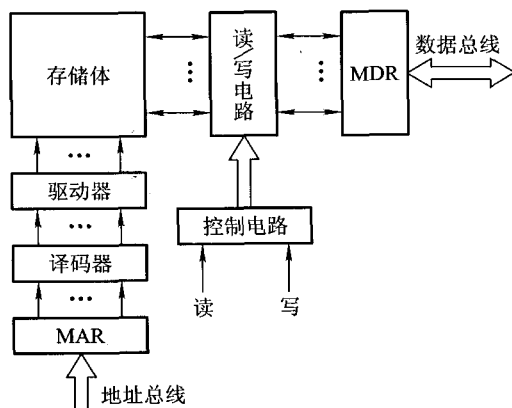 存储体
读/写电路
MDR
数据总线
驱动器
控制电路
译码器
读
写
MAR
地址总线